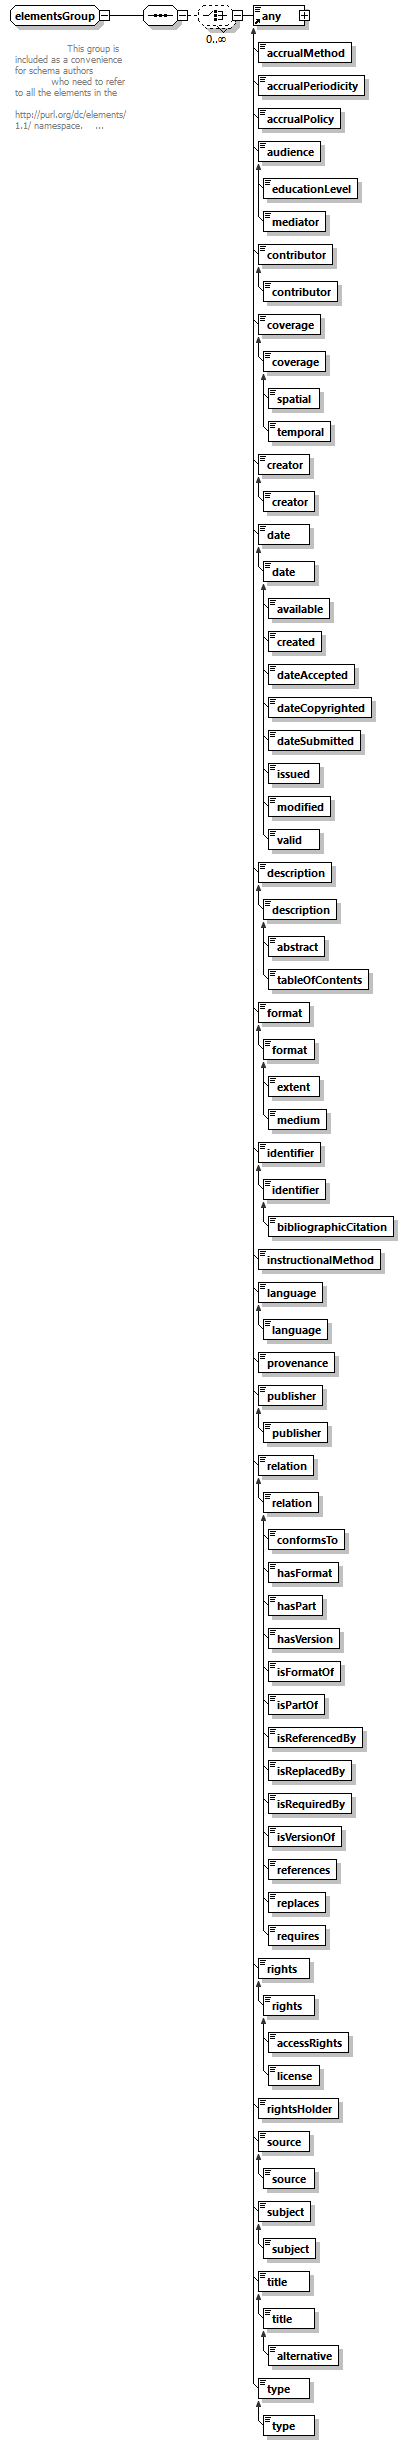 elementsGroup
any
0..∞
This group is
included as a convenience
for schema authors
who need to refer
to all the elements in the
http://purl.org/dc/elements/
1.1/ namespace. ...
accrualMethod
accrualPeriodicity
accrualPolicy
audience
educationLevel
mediator
contributor
contributor
coverage
coverage
spatial
temporal
creator
creator
date
date
available
created
dateAccepted
dateCopyrighted
dateSubmitted
issued
modified
valid
description
description
abstract
tableOfContents
format
format
extent
medium
identifier
identifier
bibliographicCitation
instructionalMethod
language
language
provenance
publisher
publisher
relation
relation
conformsTo
hasFormat
hasPart
hasVersion
isFormatOf
isPartOf
isReferencedBy
isReplacedBy
isRequiredBy
isVersionOf
references
replaces
requires
rights
rights
accessRights
license
rightsHolder
source
source
subject
subject
title
title
alternative
type
type